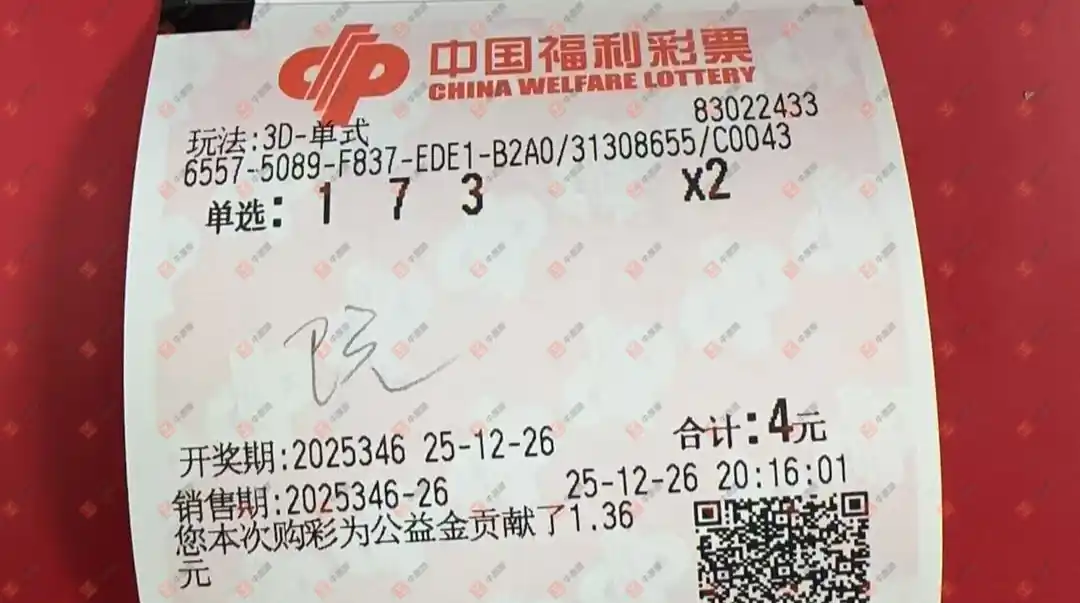 中国福利彩票
CHINA WELFARE LOTTERY
83022433
玩法:3D-单式
6557-5089-F837-EDE1-B2A0/31308655/C0043
单选: 1 7 3 x2
院
合计:4元
开奖期:2025346 25-12-26
销售期:2025346-26 25-12-26 20:16:01
您本次购彩为公益金贡献了1.36
元